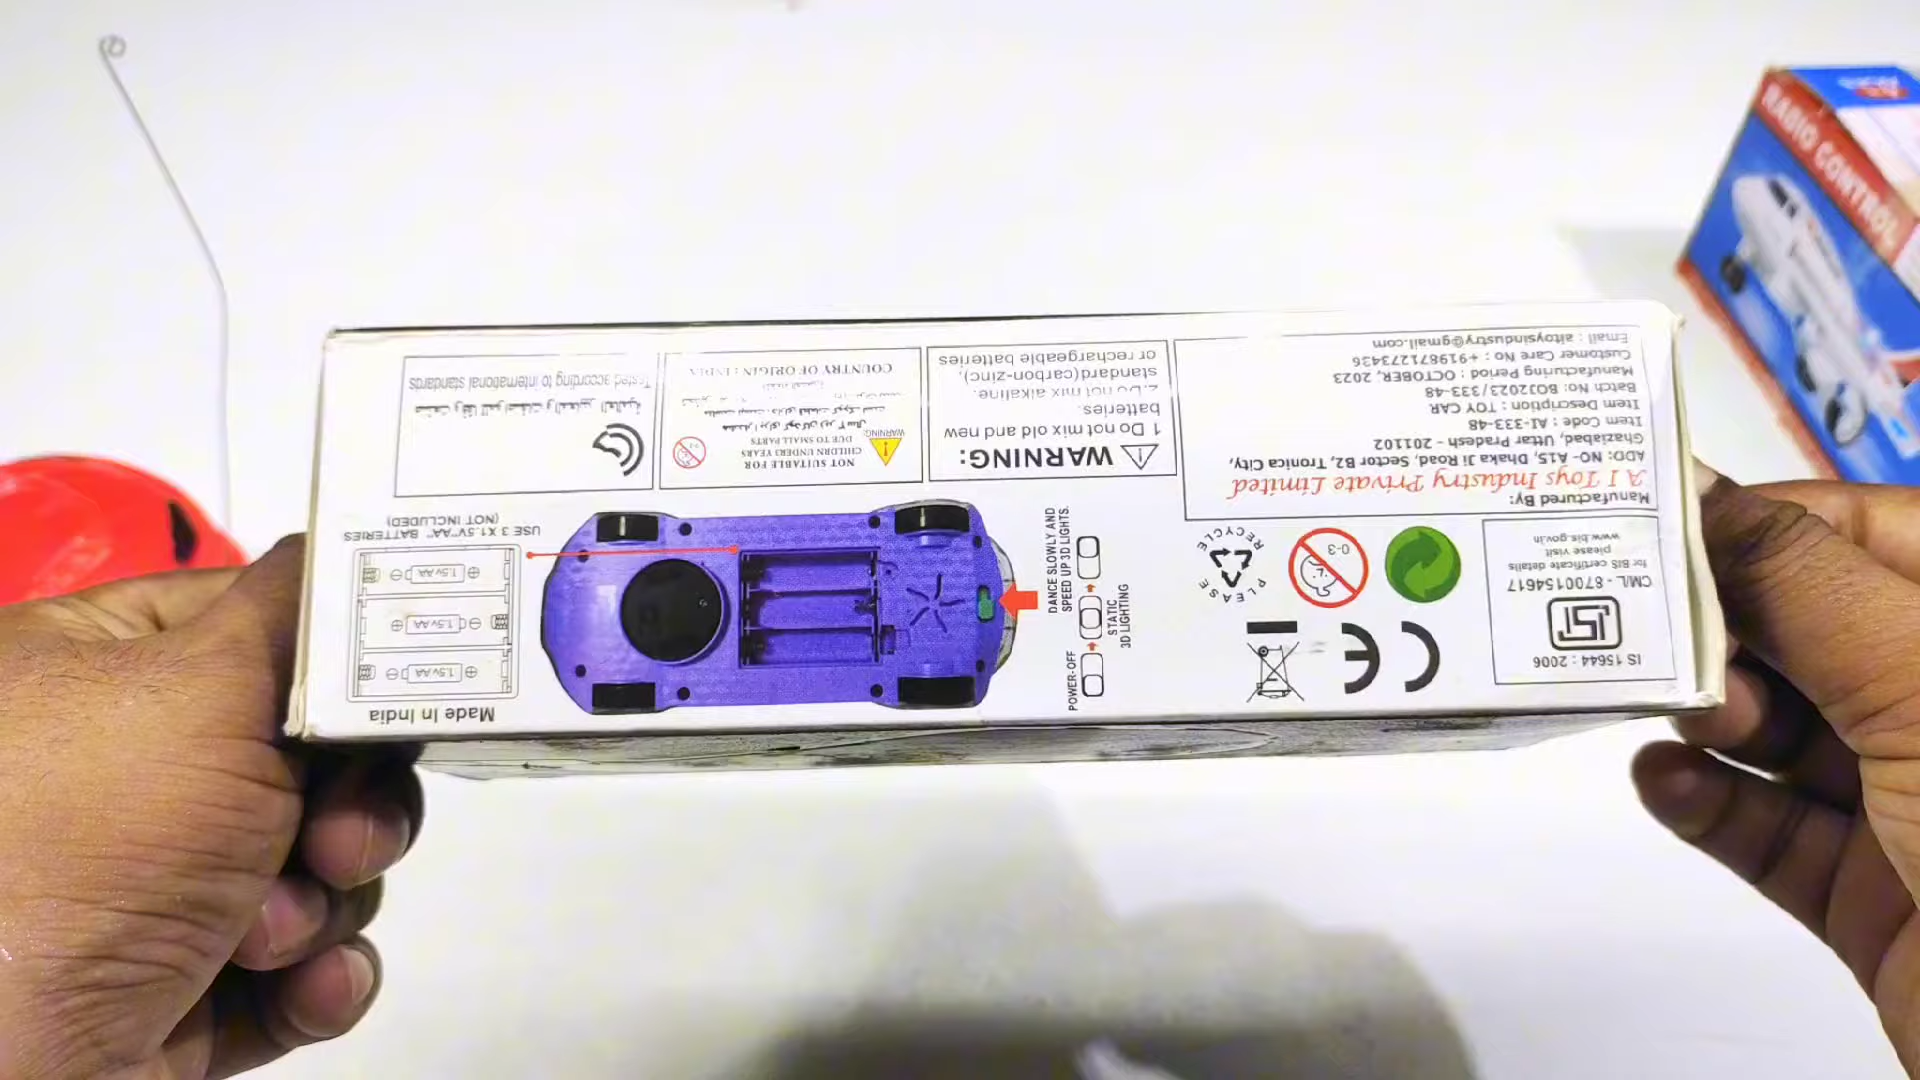 RADIO CONTROL
IS 15644 : 2006
ISI
CM/L - 8700154617
for BIS certificate details
please visit
www.bis.gov.in
Manufactured By:
A I Toys Industry Private Limited
ADD: NO- A15, Dhaka Ji Road, Sector B2, Tronica City,
Ghaziabad, Uttar Pradesh - 201102
Item Code : AI-333-48
Item Description : TOY CAR
Batch No: BO2023/333-48
Manufacturing Period : OCTOBER, 2023
Customer Care No : +919871273436
Email : aitoysindustry@gmail.com
CE
0-3
PLEASE RECYCLE
POWER-OFF
STATIC
3D LIGHTING
DANCE SLOWLY AND
SPEED UP 3D LIGHTS.
WARNING:
1 Do not mix old and new
batteries.
2. Do not mix alkaline.
standard(carbon-zinc),
or rechargeable batteries
WARNING:
NOT SUITABLE FOR
CHILDRN UNDER3 YEARS
DUE TO SMALL PARTS
COUNTRY OF ORIGIN : INDIA
Tested according to international standards
Made In India
1.5v AA
1.5v AA
1.5v AA
USE 3 X1.5V"AA" BATTERIES
(NOT INCLUDED)